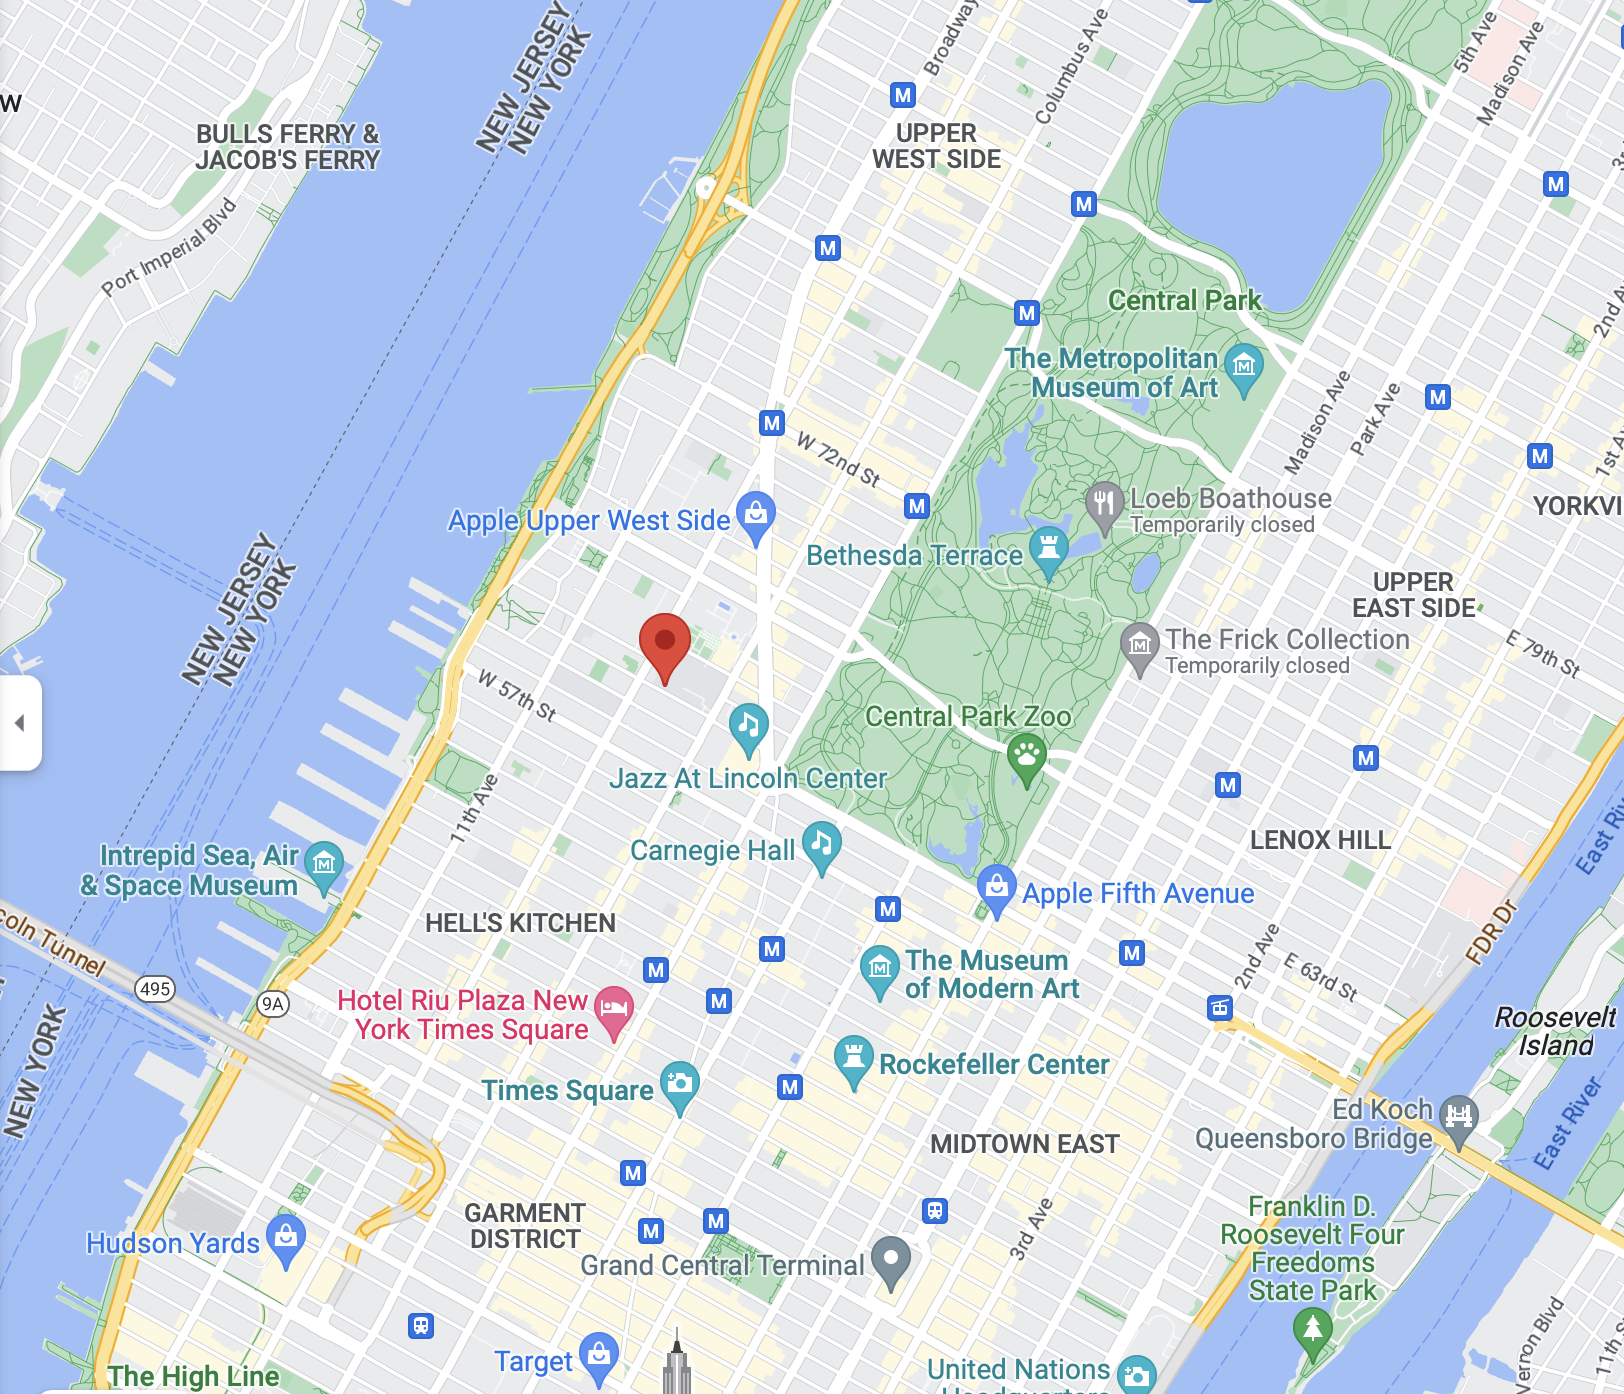 NEW JERSEY
NEW YORK
Broadway
Columbus Ave
5th Ave
Madison Ave
W
BULLS FERRY &
JACOB'S FERRY
M
UPPER
WEST SIDE
M
M
Port Imperial Blvd
M
Central Park
M
The Metropolitan
Museum of Art
2nd Av
Madison Ave
Park Ave
M
M
W 72nd St
1st Av
M
M
Loeb Boathouse
Temporarily closed
YORKVI
Apple Upper West Side
Bethesda Terrace
NEW JERSEY
NEW YORK
UPPER
EAST SIDE
The Frick Collection
Temporarily closed
E 79th St
W 57th St
Central Park Zoo
M
M
Jazz At Lincoln Center
11th Ave
Carnegie Hall
LENOX HILL
East Riv
Intrepid Sea, Air
& Space Museum
Apple Fifth Avenue
M
HELL'S KITCHEN
FDR Dr
coln Tunnel
M
M
M
The Museum
of Modern Art
2nd Ave
E 63rd St
495
9A
Hotel Riu Plaza New
York Times Square
M
Roosevelt
Island
NEW YORK
Times Square
M
Rockefeller Center
Ed Koch
Queensboro Bridge
East River
MIDTOWN EAST
M
GARMENT
DISTRICT
M
M
3rd Ave
Franklin D.
Roosevelt Four
Freedoms
State Park
Hudson Yards
Grand Central Terminal
Vernon Blvd
11th S
Target
The High Line
United Nations
Headquarters